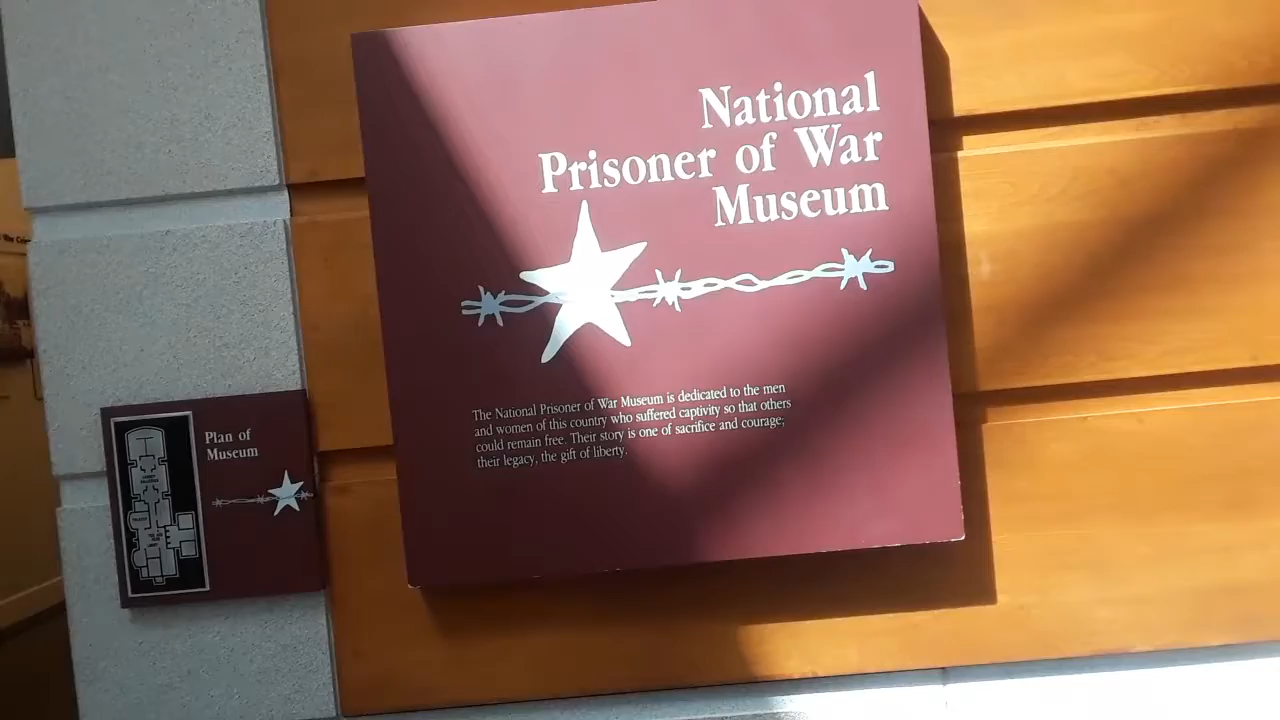 National
Prisoner of War
Museum
The National Prisoner of War Museum is dedicated to the men
and women of this country who suffered captivity so that others
could remain free. Their story is one of sacrifice and courage;
their legacy, the gift of liberty.
Plan of
Museum